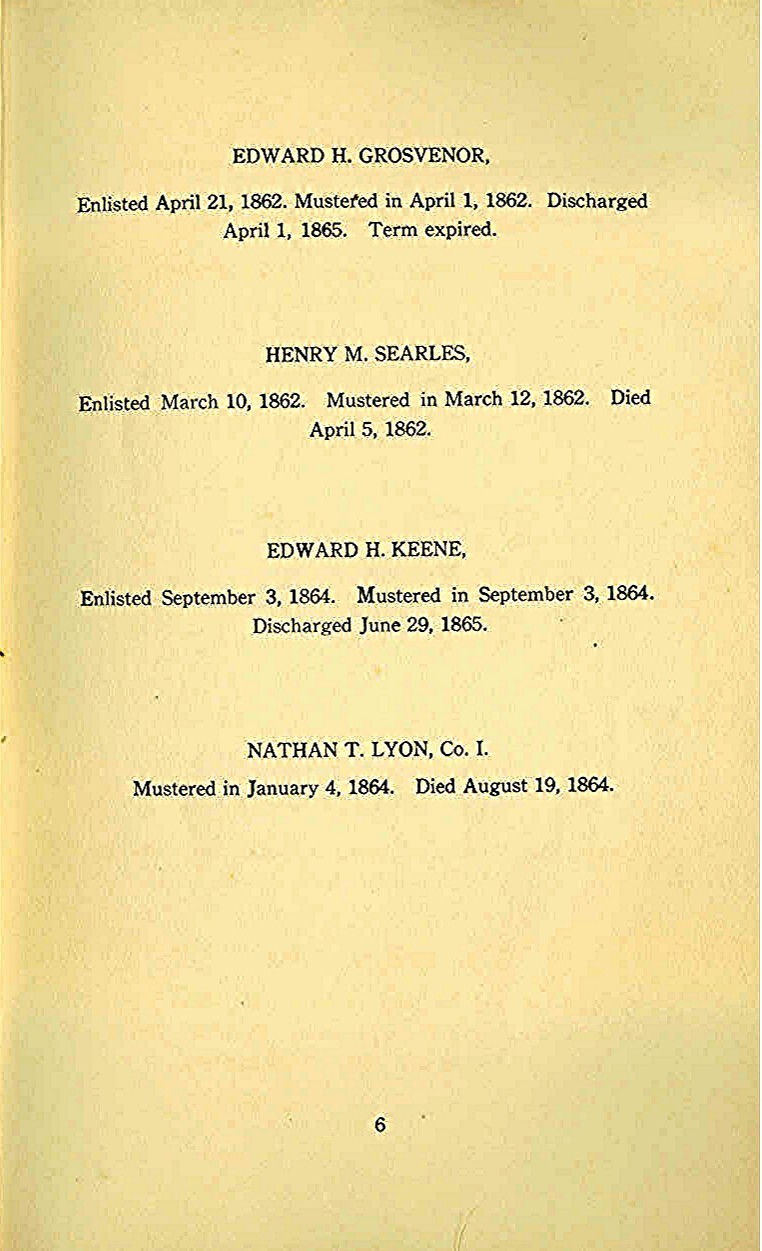 EDWARD H. GROSVENOR,
Enlisted April 21, 1862. Mustered in April 1, 1862. Discharged
April 1, 1865. Term expired.
HENRY M. SEARLES,
Enlisted March 10, 1862. Mustered in March 12, 1862. Died
April 5, 1862.
EDWARD H. KEENE,
Enlisted September 3, 1864. Mustered in September 3, 1864.
Discharged June 29, 1865.
NATHAN T. LYON, Co. I.
Mustered in January 4, 1864. Died August 19, 1864.
6